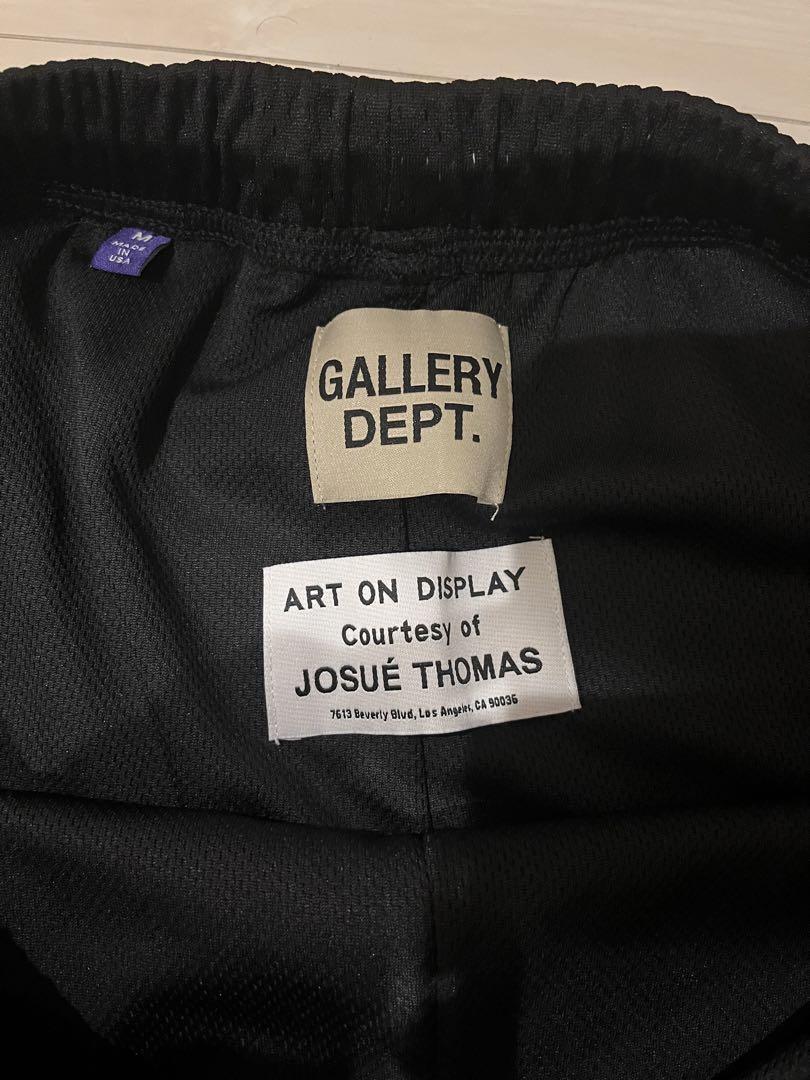 M
MADE
IN
USA
GALLERY
DEPT.
ART ON DISPLAY
Courtesy of
JOSUÉ THOMAS
7613 Beverly Blvd, Los Angeles, CA 90036